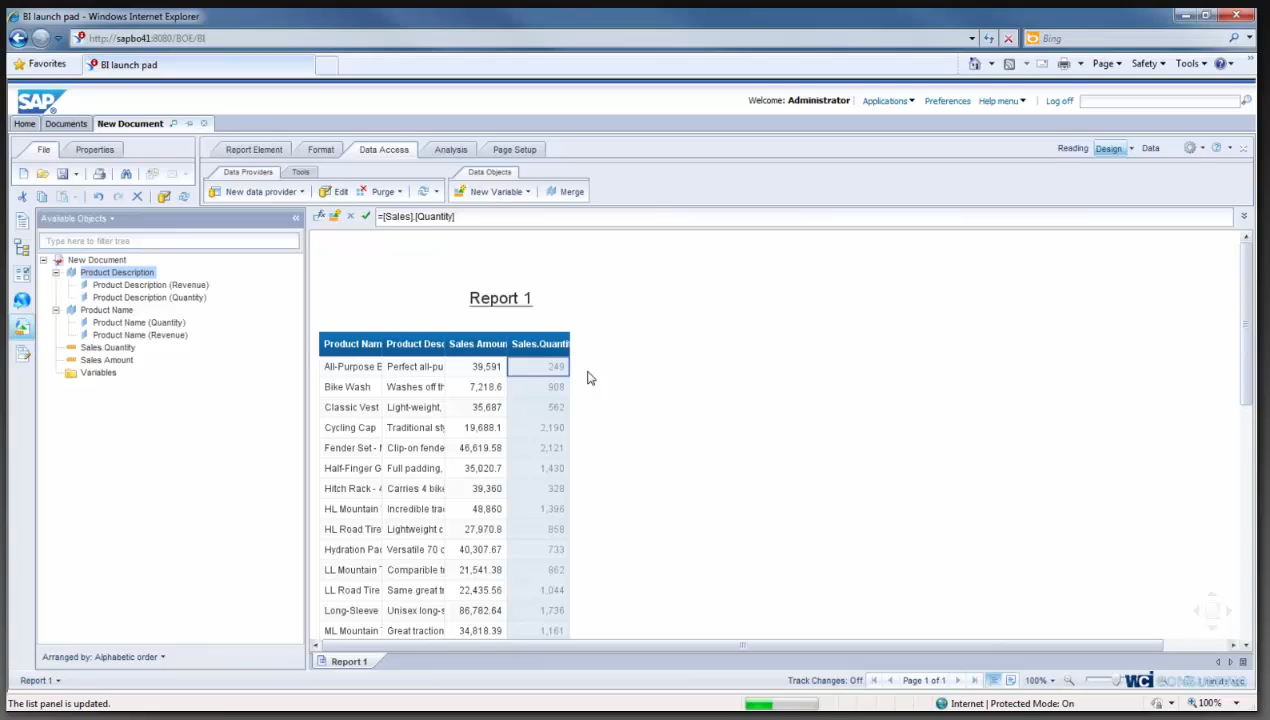 BI launch pad - Windows Internet Explorer
http://sapbo41:8080/BOE/BI
Bing
Favorites
BI launch pad
Page
Safety
Tools
SAP
Welcome: Administrator
Applications
Preferences
Help menu
Log off
Home
Documents
New Document
File
Properties
Report Element
Format
Data Access
Analysis
Page Setup
Reading
Design
Data
Data Providers
Tools
Data Objects
New data provider
Edit
Purge
New Variable
Merge
Available Objects
=[Sales].[Quantity]
Type here to filter tree
New Document
Product Description
Product Description (Revenue)
Product Description (Quantity)
Product Name
Product Name (Quantity)
Product Name (Revenue)
Sales.Quantity
Sales Amount
Variables
Report 1
Product Nam Product Desc Sales Amoun Sales.Quantit
All-Purpose B Perfect all-pu 39,591 249
Bike Wash Washes off th 7,218.6 908
Classic Vest Light-weight, 35,687 562
Cycling Cap Traditional sty 19,688.1 2,190
Fender Set - M Clip-on fende 46,619.58 2,121
Half-Finger G Full padding, 35,020.7 1,430
Hitch Rack - 4 Carries 4 bike 39,360 328
HL Mountain Incredible trac 48,860 1,396
HL Road Tire Lightweight c 27,970.8 858
Hydration Pac Versatile 70 o 40,307.67 733
LL Mountain T Comparible tr 21,541.38 862
LL Road Tire Same great tr 22,435.56 1,044
Long-Sleeve Unisex long-s 86,782.64 1,736
ML Mountain T Great traction 34,818.39 1,161
Arranged by: Alphabetic order
Report 1
Report 1
Track Changes: Off
Page 1 of 1
100%
WCI
The list panel is updated.
Internet | Protected Mode: On
100%